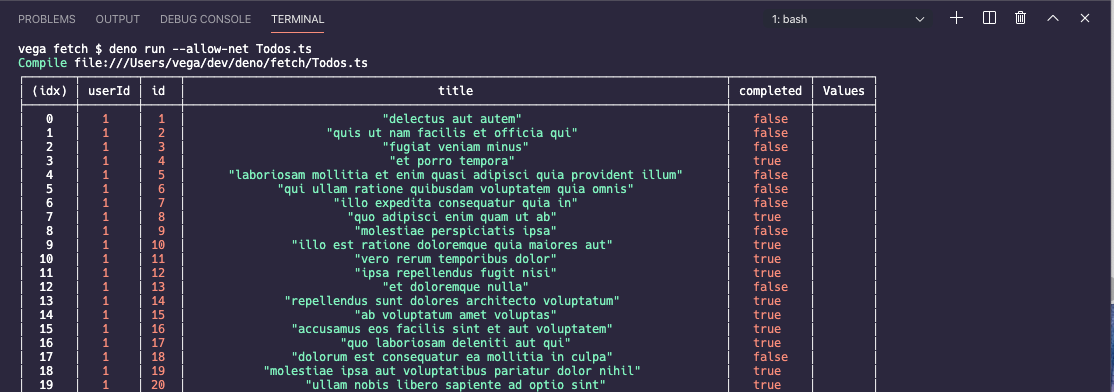 PROBLEMS OUTPUT DEBUG CONSOLE TERMINAL 1: bash
vega fetch $ deno run --allow-net Todos.ts
Compile file:///Users/vega/dev/deno/fetch/Todos.ts
(idx) userId id title completed Values
0 1 1 "delectus aut autem" false
1 1 2 "quis ut nam facilis et officia qui" false
2 1 3 "fugiat veniam minus" false
3 1 4 "et porro tempora" true
4 1 5 "laboriosam mollitia et enim quasi adipisci quia provident illum" false
5 1 6 "qui ullam ratione quibusdam voluptatem quia omnis" false
6 1 7 "illo expedita consequatur quia in" false
7 1 8 "quo adipisci enim quam ut ab" true
8 1 9 "molestiae perspiciatis ipsa" false
9 1 10 "illo est ratione doloremque quia maiores aut" true
10 1 11 "vero rerum temporibus dolor" true
11 1 12 "ipsa repellendus fugit nisi" true
12 1 13 "et doloremque nulla" false
13 1 14 "repellendus sunt dolores architecto voluptatum" true
14 1 15 "ab voluptatum amet voluptas" true
15 1 16 "accusamus eos facilis sint et aut voluptatem" true
16 1 17 "quo laboriosam deleniti aut qui" true
17 1 18 "dolorum est consequatur ea mollitia in culpa" false
18 1 19 "molestiae ipsa aut voluptatibus pariatur dolor nihil" true
19 1 20 "ullam nobis libero sapiente ad optio sint" true